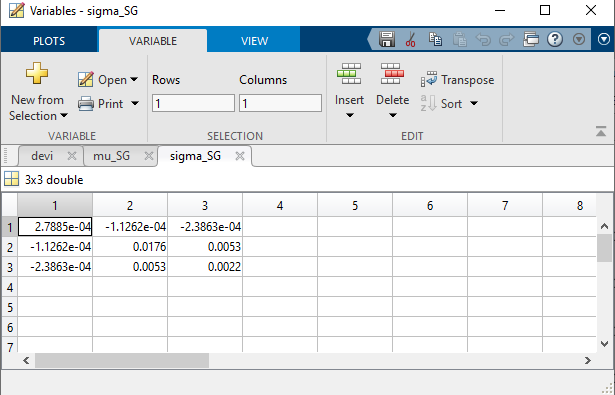 Variables - sigma_SG
PLOTS VARIABLE VIEW
New from Selection
Open
Print
Rows Columns
1 1
Insert Delete
Transpose
Sort
VARIABLE SELECTION EDIT
devi mu_SG sigma_SG
3x3 double
1 2 3 4 5 6 7 8
1 2.7885e-04 -1.1262e-04 -2.3863e-04
2 -1.1262e-04 0.0176 0.0053
3 -2.3863e-04 0.0053 0.0022
4
5
6
7